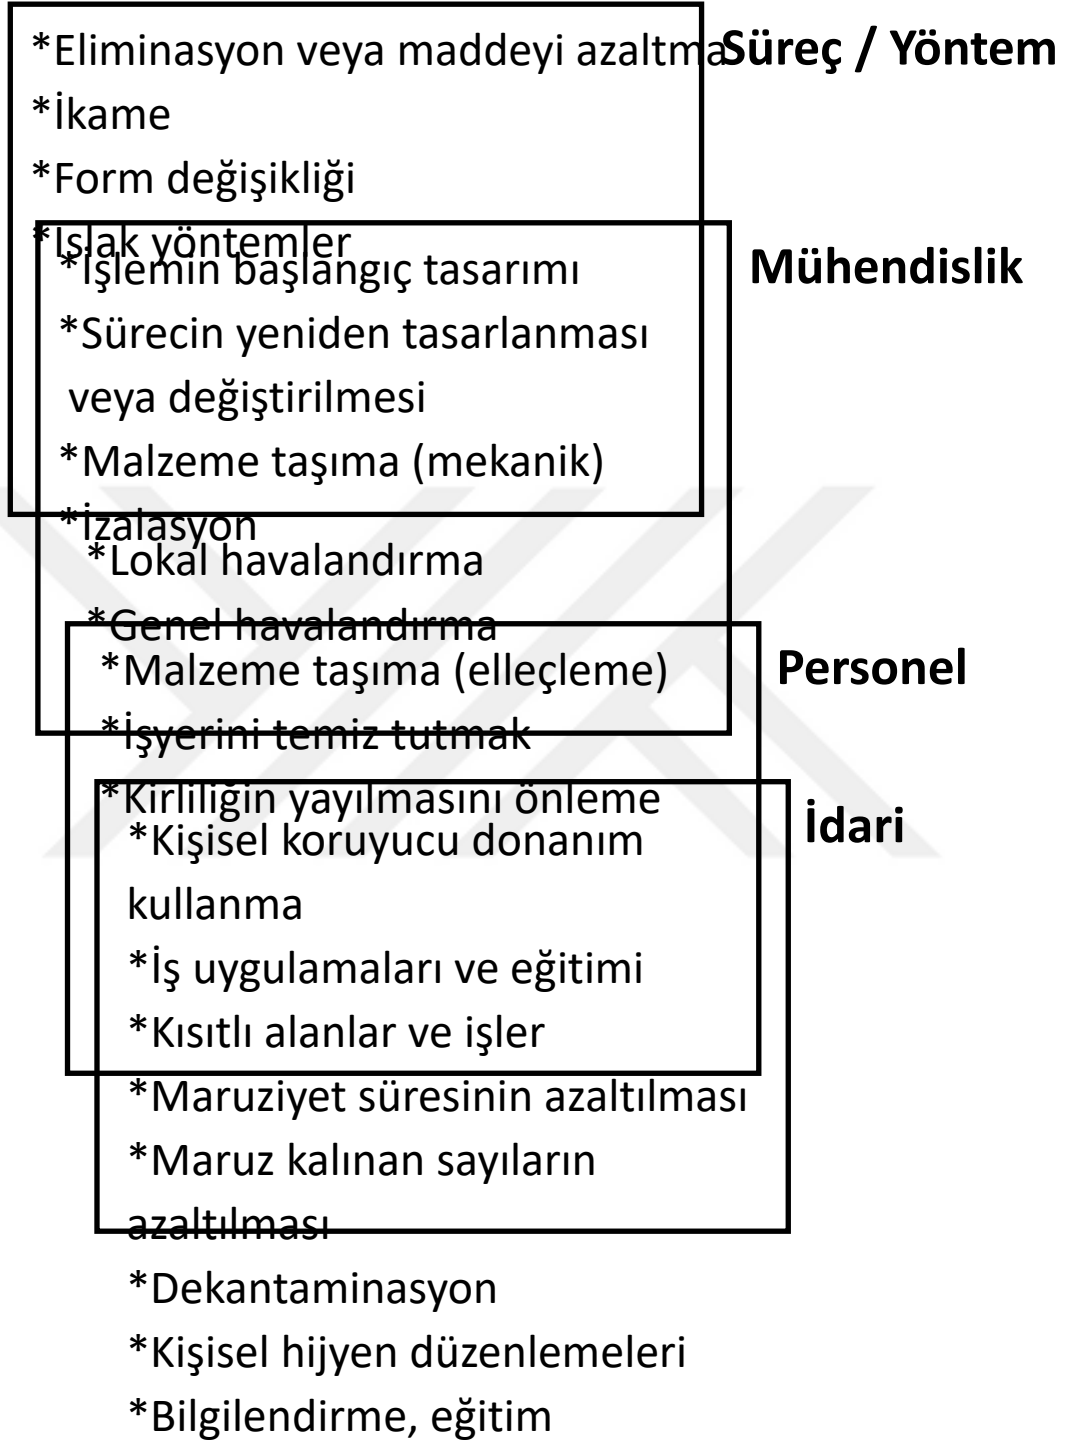 *Eliminasyon veya maddeyi azaltma
Süreç / Yöntem
*İkame
*Form değişikliği
*Islak yöntemler
*İşlemin başlangıç tasarımı
Mühendislik
*Sürecin yeniden tasarlanması
veya değiştirilmesi
*Malzeme taşıma (mekanik)
*İzalasyon
*Lokal havalandırma
*Genel havalandırma
*Malzeme taşıma (elleçleme)
Personel
*İşyerini temiz tutmak
*Kirliliğin yayılmasını önleme
*Kişisel koruyucu donanım
İdari
kullanma
*İş uygulamaları ve eğitimi
*Kısıtlı alanlar ve işler
*Maruziyet süresinin azaltılması
*Maruz kalınan sayıların
azaltılması
*Dekantaminasyon
*Kişisel hijyen düzenlemeleri
*Bilgilendirme, eğitim